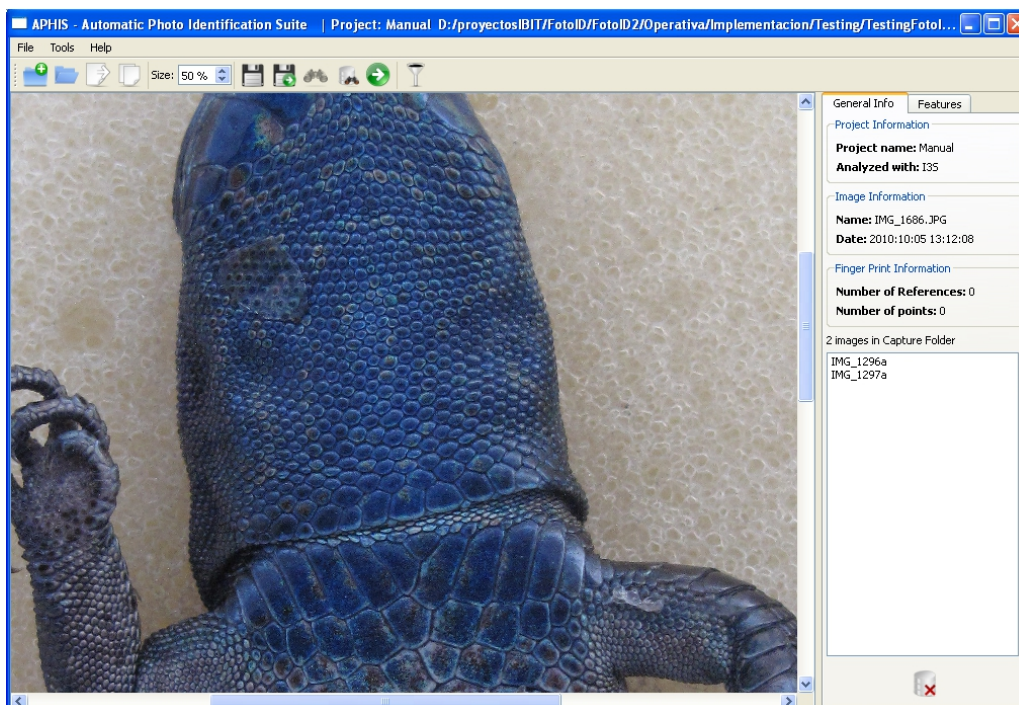 APHIS - Automatic Photo Identification Suite | Project: Manual D:/proyectosIBIT/FotoID/FotoID2/Operativa/Implementacion/Testing/TestingFotoI...
File Tools Help
Size: 50 %
General Info Features
Project Information
Project name: Manual
Analyzed with: I3S
Image Information
Name: IMG_1686.JPG
Date: 2010:10:05 13:12:08
Finger Print Information
Number of References: 0
Number of points: 0
2 images in Capture Folder
IMG_1296a
IMG_1297a